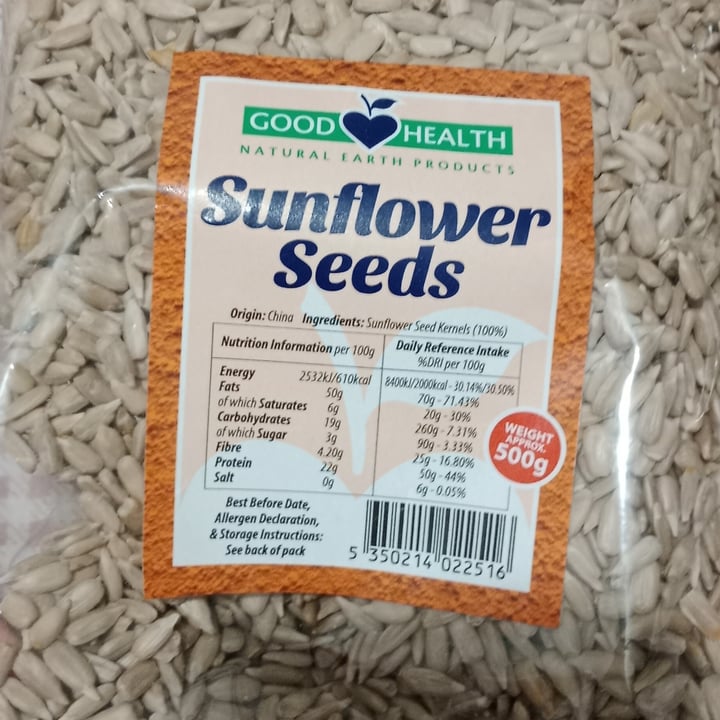 GOOD HEALTH
NATURAL EARTH PRODUCTS
Sunflower
Seeds
Origin: China Ingredients: Sunflower Seed Kernels (100%)
Nutrition Information per 100g Daily Reference Intake
%DRI per 100g
Energy 2532kJ/610kcal 8400kJ/2000kcal - 30.14%/30.50%
Fats 50g 70g - 71.43%
of which Saturates 6g 20g - 30%
Carbohydrates 19g 260g - 7.31%
of which Sugar 3g 90g - 3.33%
Fibre 4.20g 25g - 16.80%
Protein 22g 50g - 44%
Salt 0g 6g - 0.05%
WEIGHT
APPROX.
500g
Best Before Date,
Allergen Declaration,
& Storage Instructions:
See back of pack
5 350214 022516